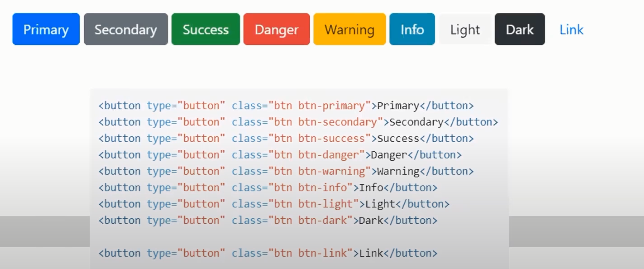 Primary Secondary Success Danger Warning Info Light Dark Link
<button type="button" class="btn btn-primary">Primary</button>
<button type="button" class="btn btn-secondary">Secondary</button>
<button type="button" class="btn btn-success">Success</button>
<button type="button" class="btn btn-danger">Danger</button>
<button type="button" class="btn btn-warning">Warning</button>
<button type="button" class="btn btn-info">Info</button>
<button type="button" class="btn btn-light">Light</button>
<button type="button" class="btn btn-dark">Dark</button>
<button type="button" class="btn btn-link">Link</button>